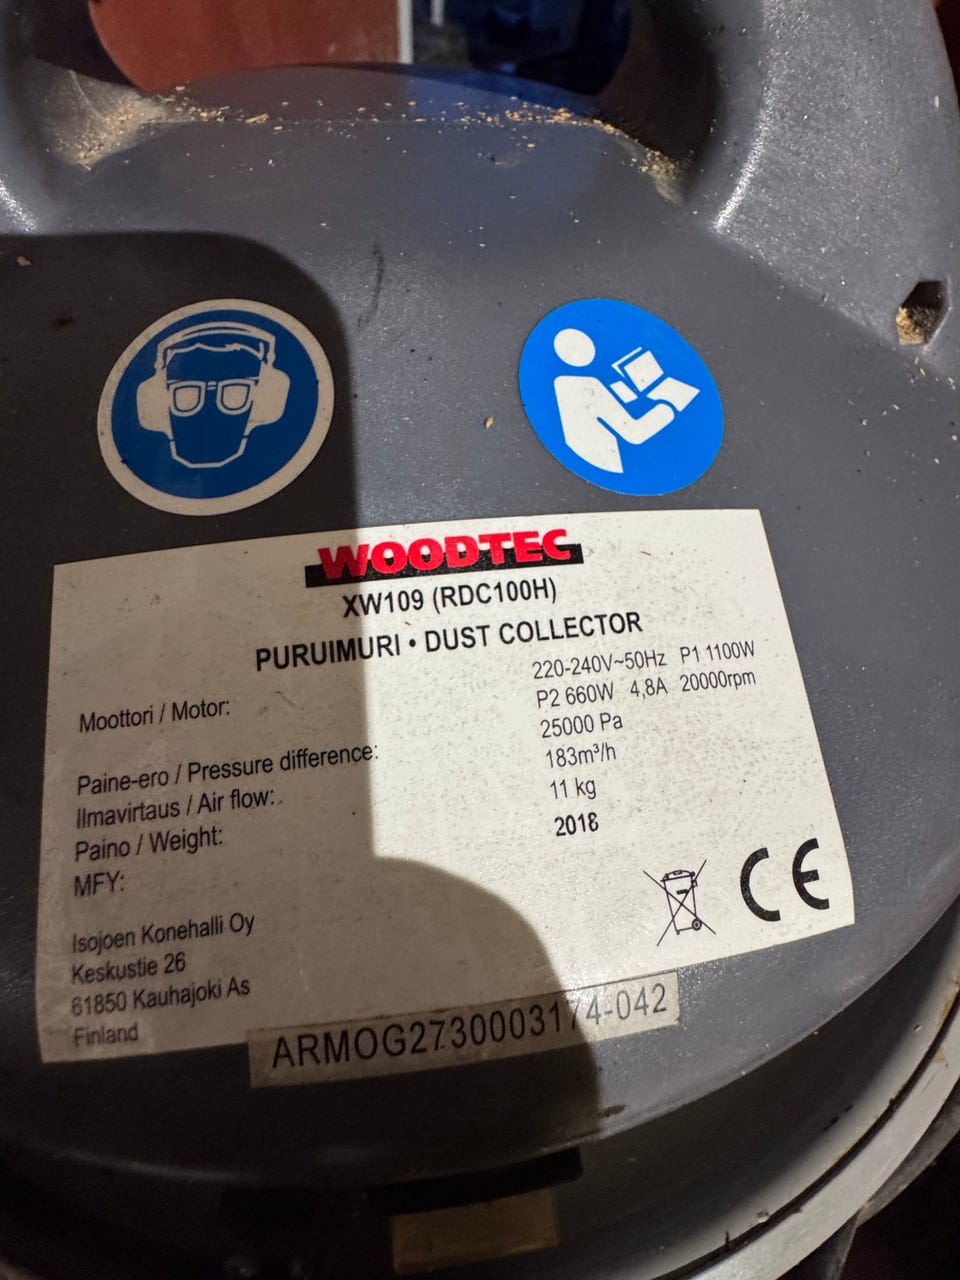 WOODTEC
XW109 (RDC100H)
PURUIMURI • DUST COLLECTOR
Moottori / Motor: 220-240V~50Hz P1 1100W
P2 660W 4,8A 20000rpm
Paine-ero / Pressure difference: 25000 Pa
Ilmavirtaus / Air flow: 183m³/h
Paino / Weight: 11 kg
MFY: 2018
Isojoen Konehalli Oy
Keskustie 26
61850 Kauhajoki As
Finland
CE
ARMOG2730003174-042